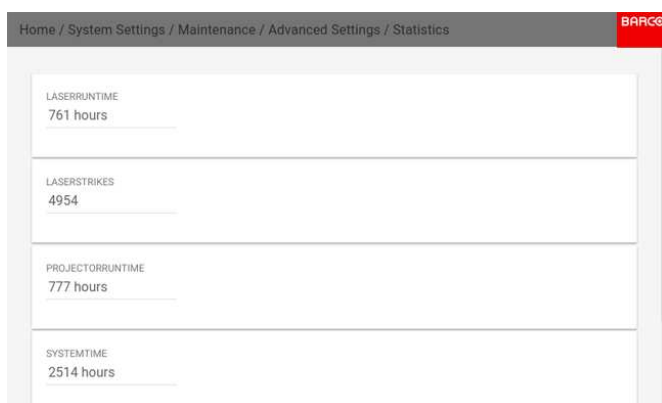 Home / System Settings / Maintenance / Advanced Settings / Statistics
BARCO
LASERRUNTIME
761 hours
LASERSTRIKES
4954
PROJECTORRUNTIME
777 hours
SYSTEMTIME
2514 hours